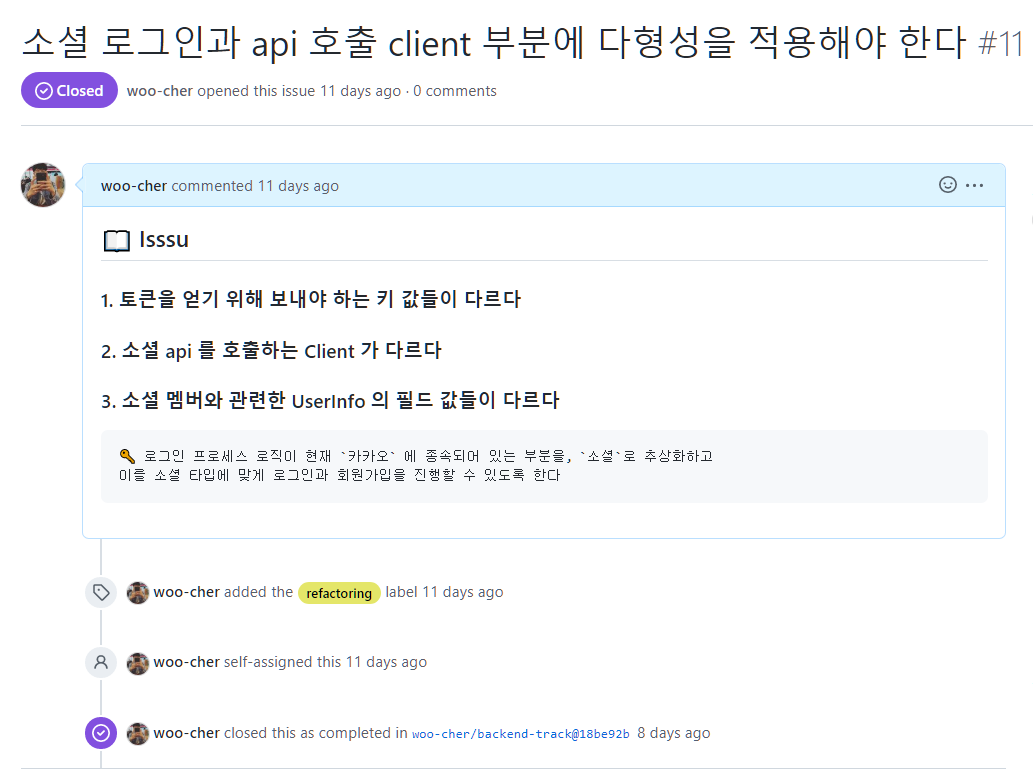 소셜 로그인과 api 호출 client 부분에 다형성을 적용해야 한다 #11
Closed woo-cher opened this issue 11 days ago · 0 comments
woo-cher commented 11 days ago
Isssu
1. 토큰을 얻기 위해 보내야 하는 키 값들이 다르다
2. 소셜 api 를 호출하는 Client 가 다르다
3. 소셜 멤버와 관련한 UserInfo 의 필드 값들이 다르다
🔑 로그인 프로세스 로직이 현재 `카카오` 에 종속되어 있는 부분을, `소셜`로 추상화하고
이를 소셜 타입에 맞게 로그인과 회원가입을 진행할 수 있도록 한다
woo-cher added the refactoring label 11 days ago
woo-cher self-assigned this 11 days ago
woo-cher closed this as completed in woo-cher/backend-track@18be92b 8 days ago